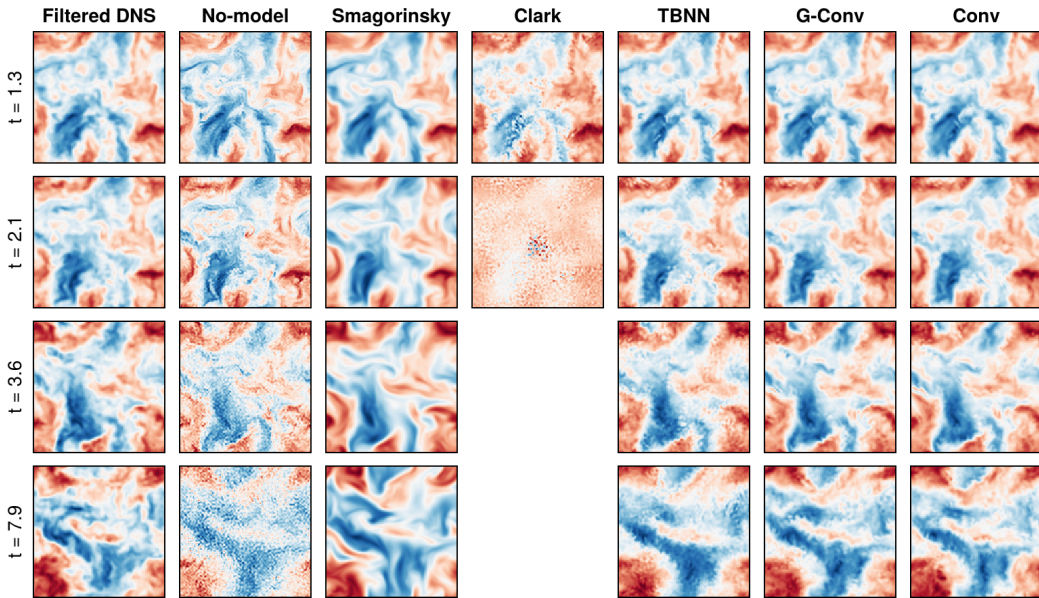 Filtered DNS No-model Smagorinsky Clark TBNN G-Conv Conv
t = 1.3
t = 2.1
t = 3.6
t = 7.9